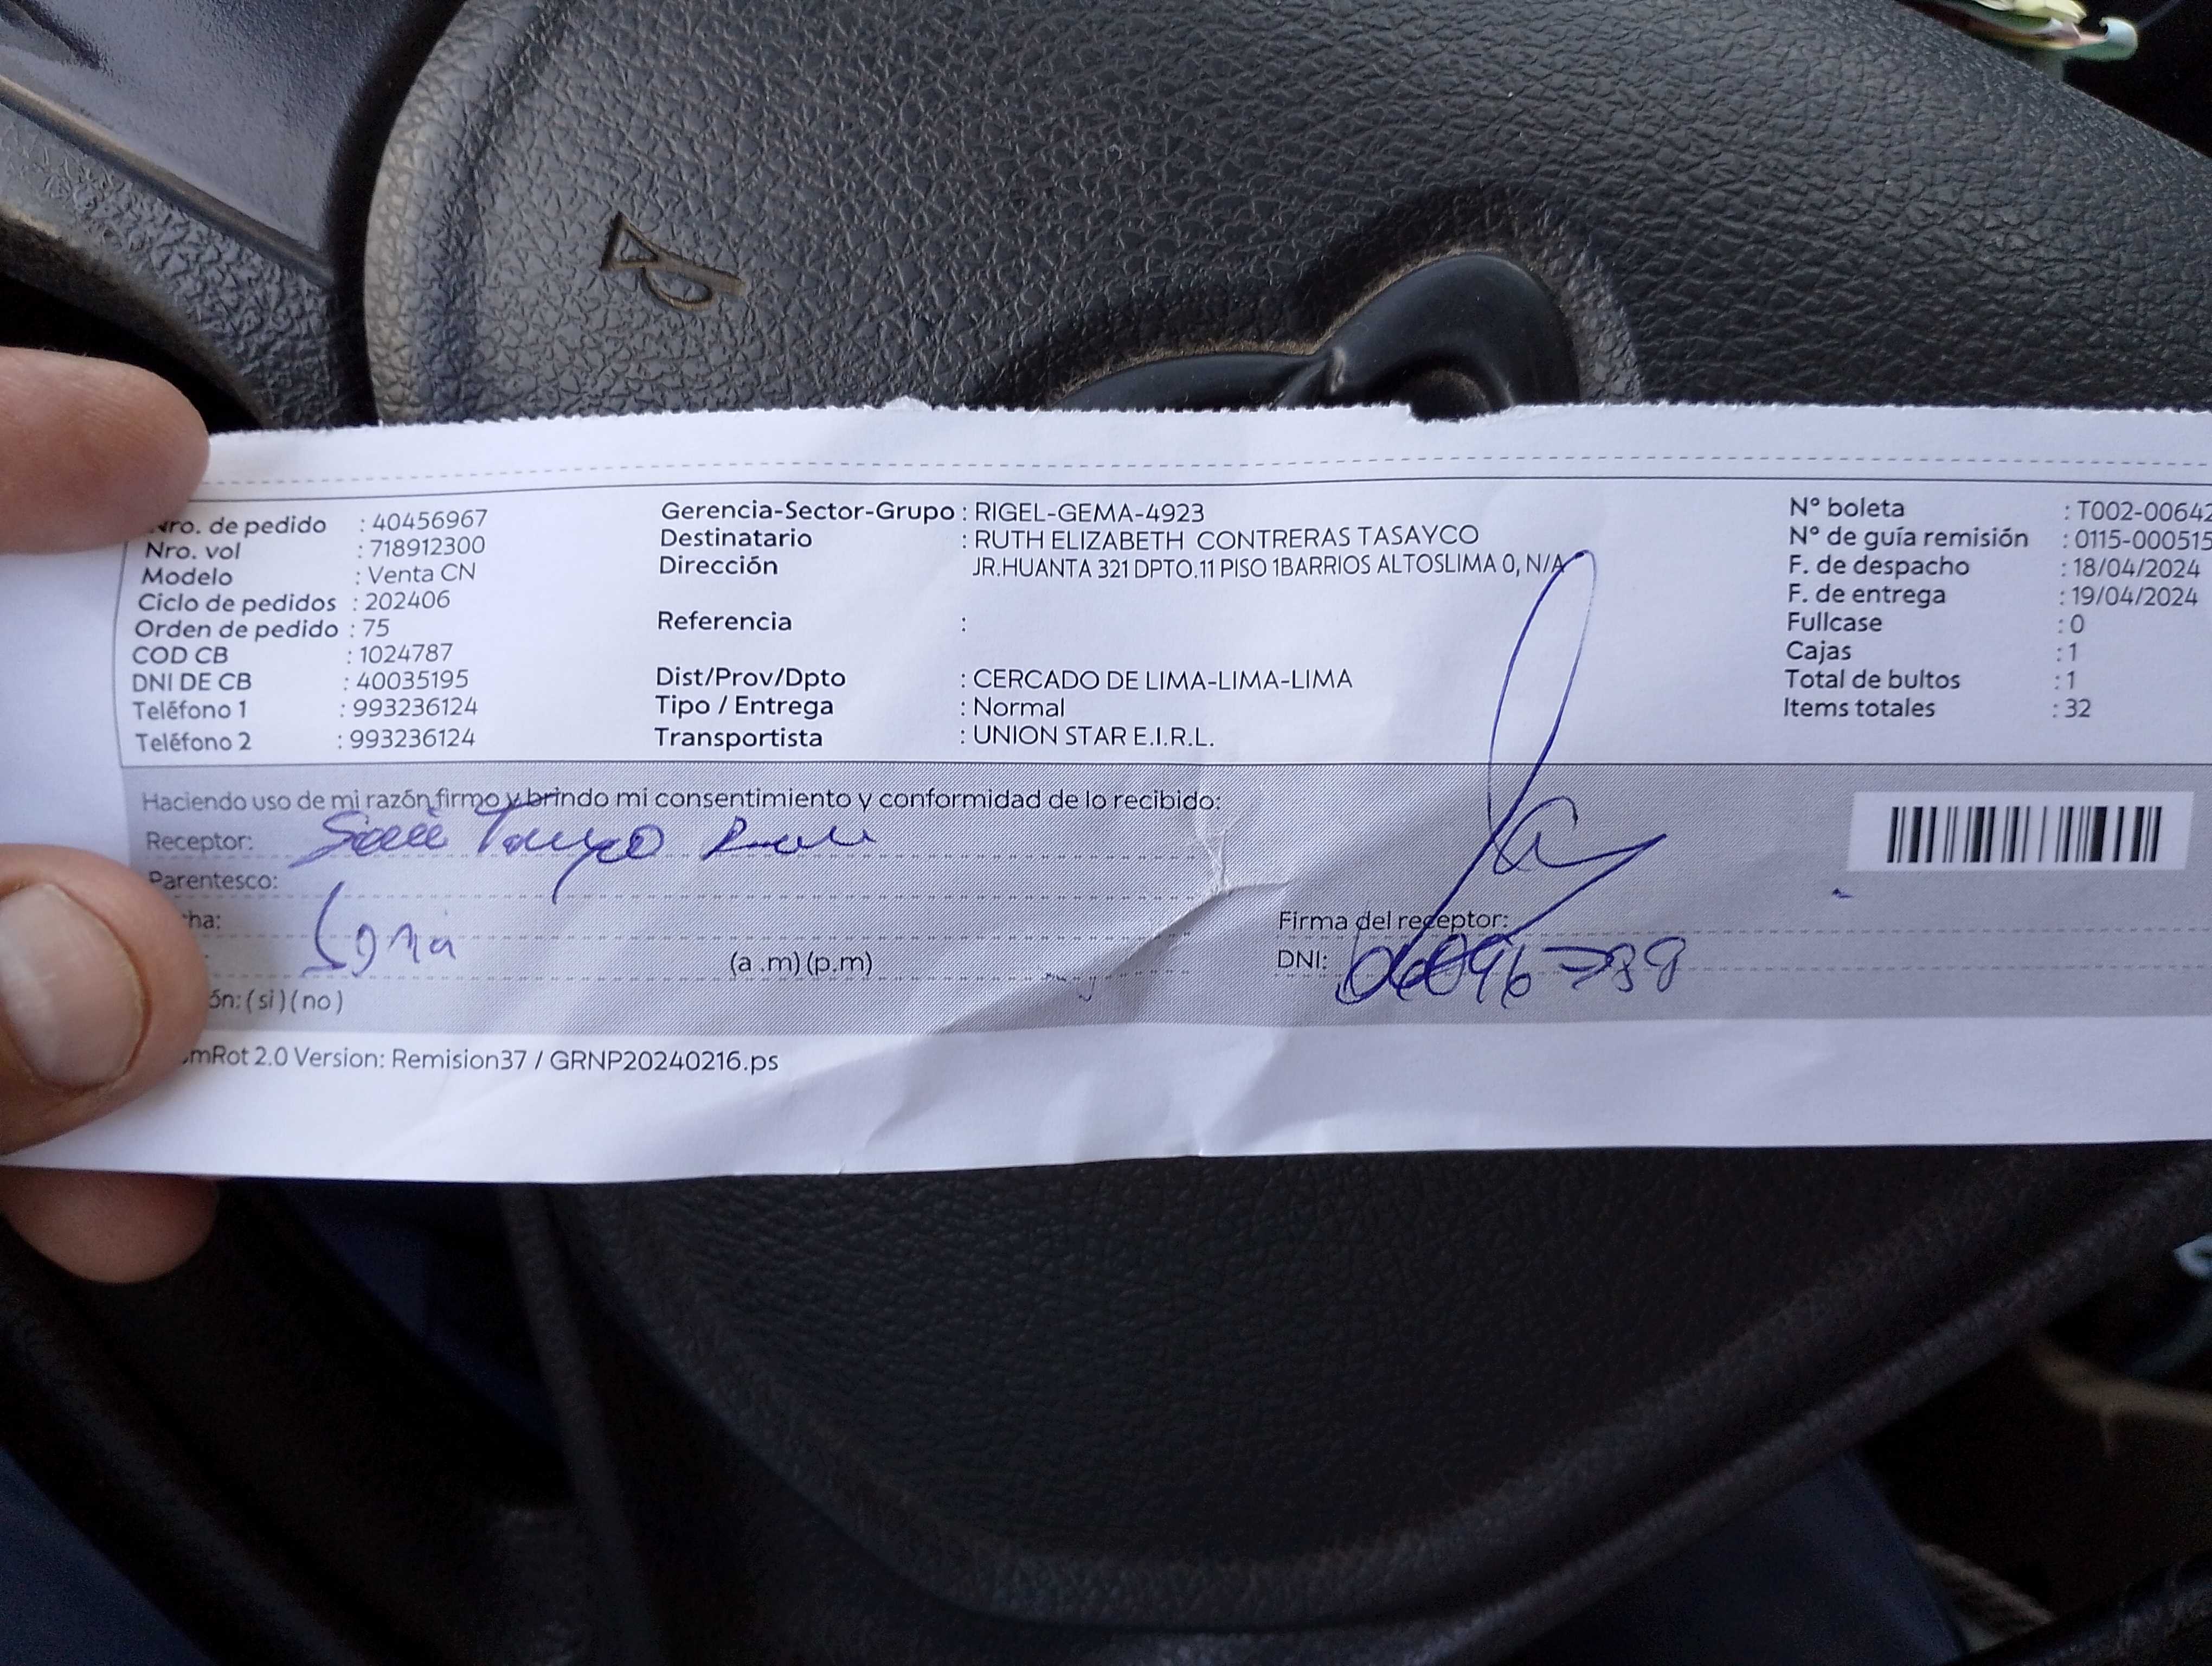 Nro. de pedido : 40456967
Nro. vol : 718912300
Modelo : Venta CN
Ciclo de pedidos : 202406
Orden de pedido : 75
COD CB : 1024787
DNI DE CB : 40035195
Teléfono 1 : 993236124
Teléfono 2 : 993236124
Gerencia-Sector-Grupo : RIGEL-GEMA-4923
Destinatario : RUTH ELIZABETH CONTRERAS TASAYCO
Dirección JR.HUANTA 321 DPTO.11 PISO 1BARRIOS ALTOSLIMA 0, N/A
Referencia :
Dist/Prov/Dpto : CERCADO DE LIMA-LIMA-LIMA
Tipo / Entrega : Normal
Transportista : UNION STAR E.I.R.L.
N° boleta : T002-00642
N° de guía remisión : 0115-000515
F. de despacho : 18/04/2024
F. de entrega : 19/04/2024
Fullcase : 0
Cajas : 1
Total de bultos : 1
Items totales : 32
Haciendo uso de mi razón, firmo y brindo mi consentimiento y conformidad de lo recibido:
Receptor:
Parentesco:
ha:
(a .m) (p.m)
ón: ( si ) ( no )
Firma del receptor:
DNI:
mRot 2.0 Version: Remision37 / GRNP20240216.ps